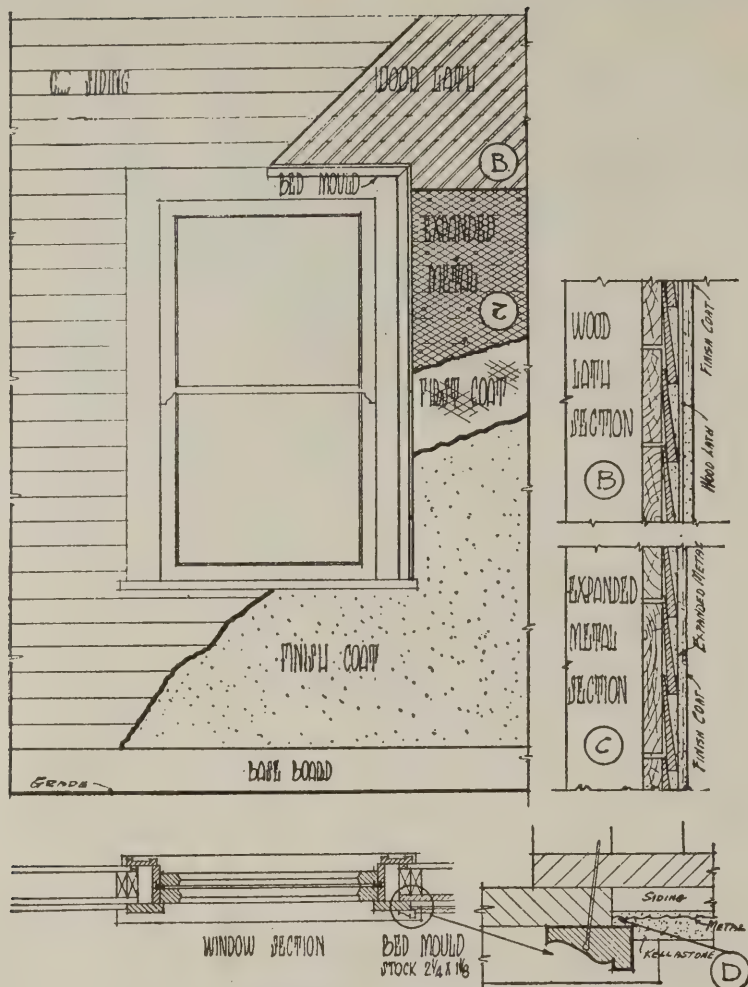 SIDING
WOOD LATH
B
BED MOULD
EXPANDED
METAL
C
FIRST COAT
FINISH COAT
BASE BOARD
GRADE
WOOD
LATH
SECTION
B
WOOD LATH
FINISH COAT
EXPANDED
METAL
SECTION
C
FINISH COAT
EXPANDED METAL
WINDOW SECTION
BED MOULD
STOCK 2¼ X 1⅛
SIDING
METAL
KELLASTONE
D